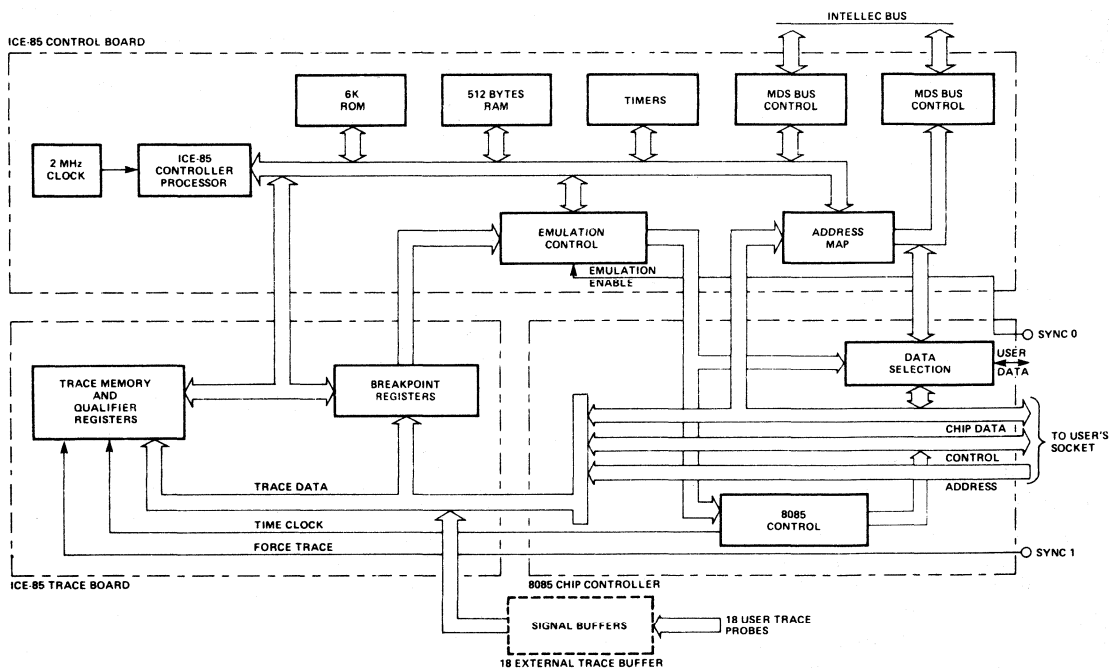 INTELLEC BUS
ICE-85 CONTROL BOARD
6K
ROM
512 BYTES
RAM
TIMERS
MDS BUS
CONTROL
MDS BUS
CONTROL
2 MHz
CLOCK
ICE-85
CONTROLLER
PROCESSOR
EMULATION
CONTROL
ADDRESS
MAP
EMULATION
ENABLE
SYNC 0
TRACE MEMORY
AND
QUALIFIER
REGISTERS
BREAKPOINT
REGISTERS
DATA
SELECTION
USER
DATA
CHIP DATA
CONTROL
ADDRESS
TO USER'S
SOCKET
TRACE DATA
TIME CLOCK
FORCE TRACE
8085
CONTROL
SYNC 1
ICE-85 TRACE BOARD
8085 CHIP CONTROLLER
SIGNAL BUFFERS
18 USER TRACE
PROBES
18 EXTERNAL TRACE BUFFER